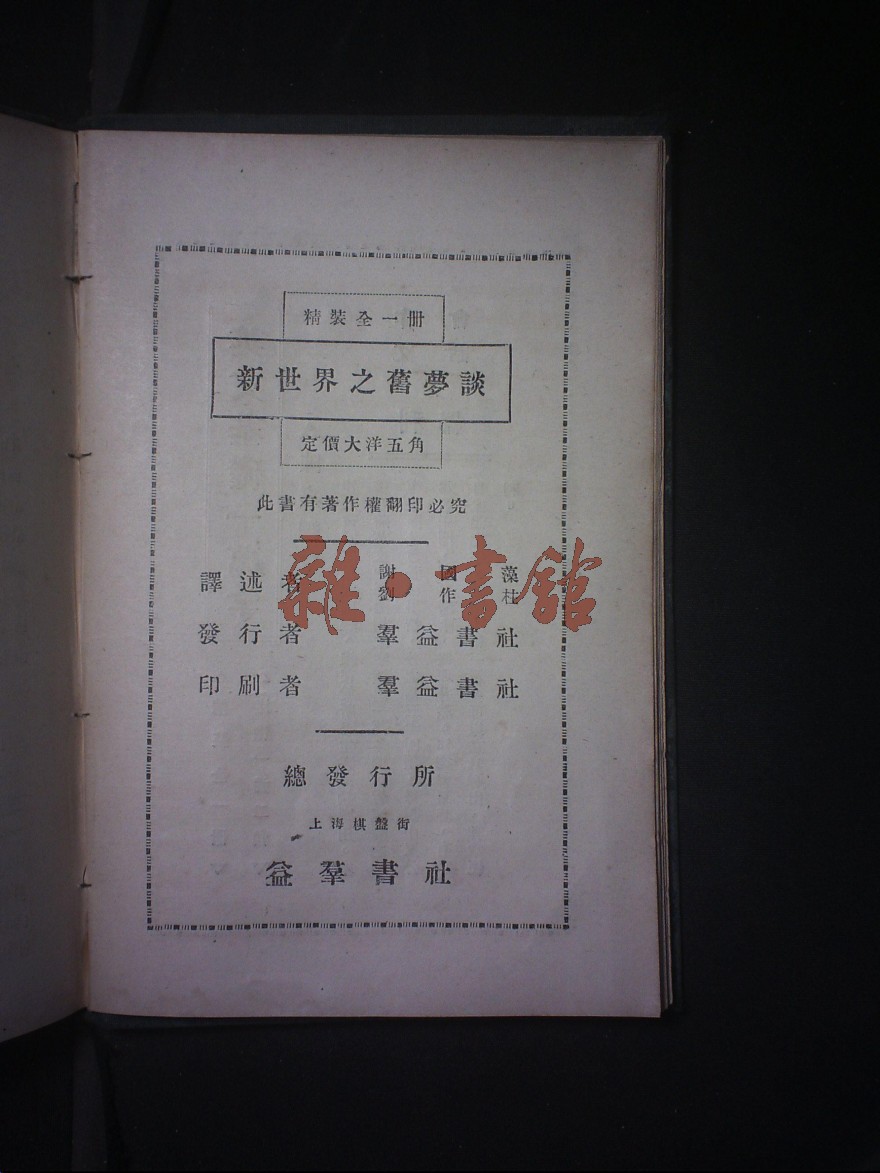 精裝全一冊
新世界之舊夢談
定價大洋五角
此書有著作權翻印必究
譯述者 謝國藻
劉作柱
發行者 羣益書社
印刷者 羣益書社
總發行所
上海棋盤街
益羣書社
雜·書館